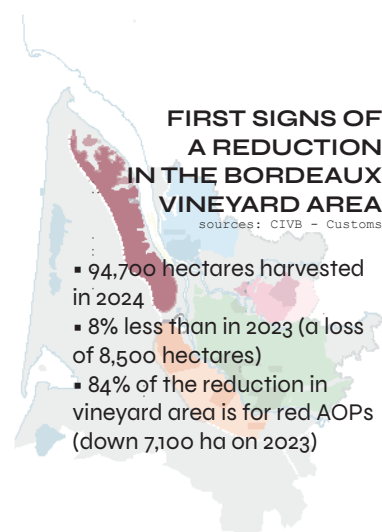 FIRST SIGNS OF
A REDUCTION
IN THE BORDEAUX
VINEYARD AREA
sources: CIVB - Customs
▪ 94,700 hectares harvested
in 2024
▪ 8% less than in 2023 (a loss
of 8,500 hectares)
▪ 84% of the reduction in
vineyard area is for red AOPs
(down 7,100 ha on 2023)